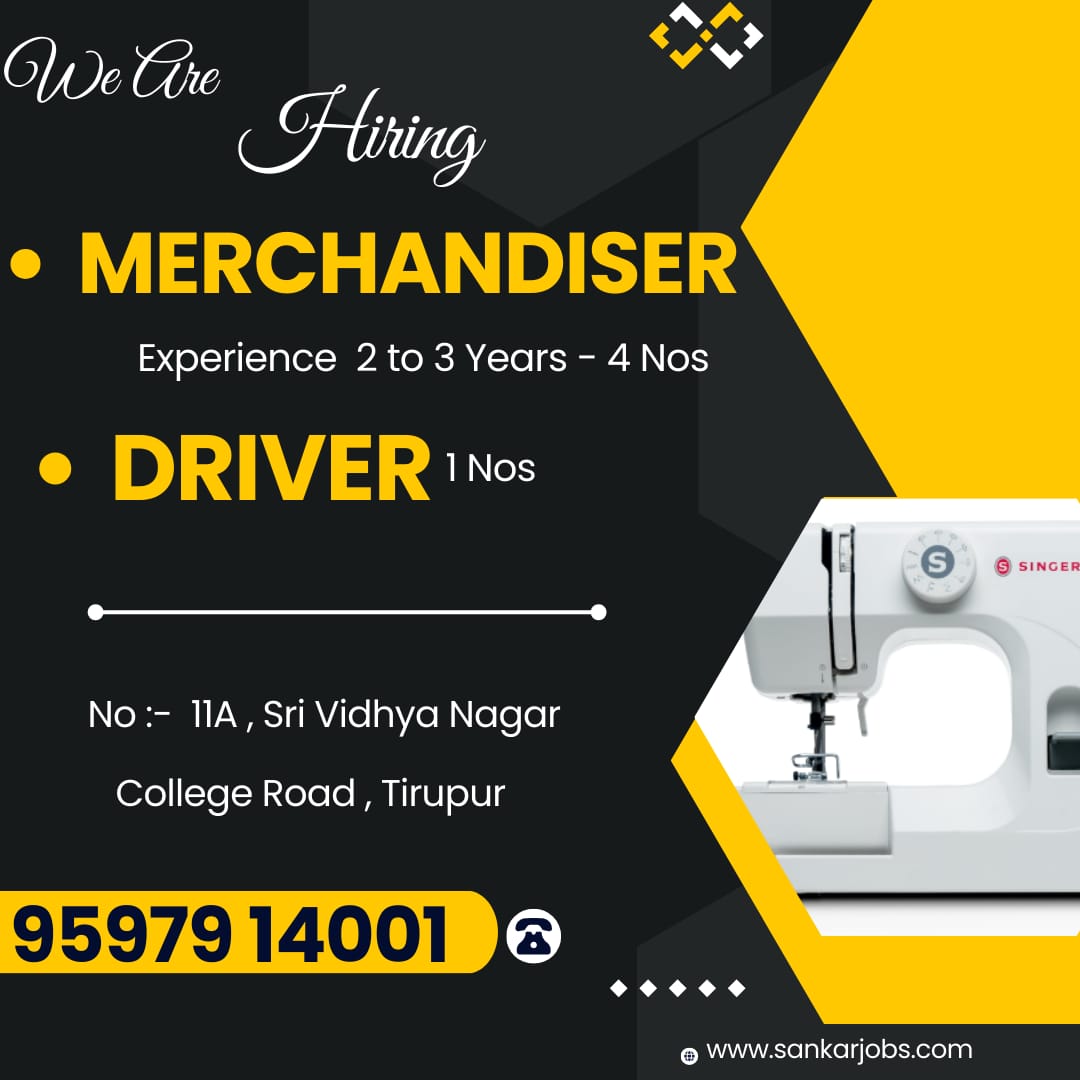 We Are
Hiring
• MERCHANDISER
Experience 2 to 3 Years - 4 Nos
• DRIVER 1 Nos
S SINGER
No :- 11A , Sri Vidhya Nagar
College Road , Tirupur
95979 14001
www.sankarjobs.com